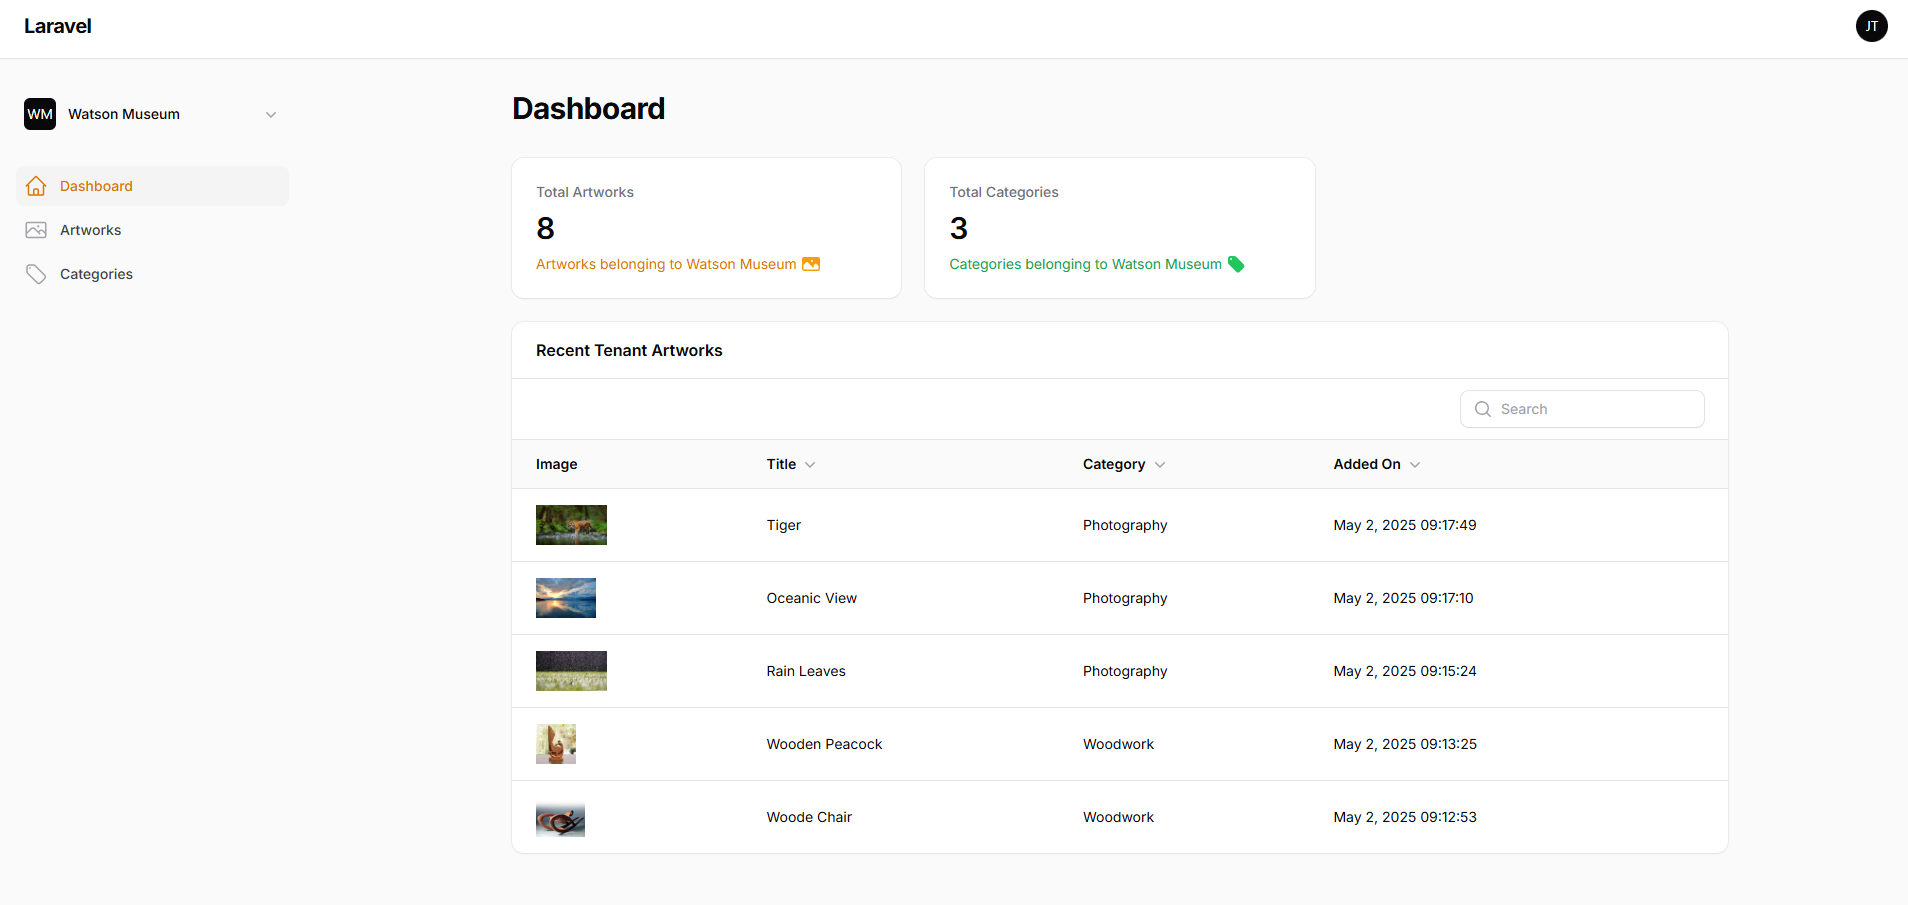 Laravel
JT
WM Watson Museum
Dashboard
Artworks
Categories
Dashboard
Total Artworks
8
Artworks belonging to Watson Museum
Total Categories
3
Categories belonging to Watson Museum
Recent Tenant Artworks
Search
Image Title Category Added On
Tiger Photography May 2, 2025 09:17:49
Oceanic View Photography May 2, 2025 09:17:10
Rain Leaves Photography May 2, 2025 09:15:24
Wooden Peacock Woodwork May 2, 2025 09:13:25
Woode Chair Woodwork May 2, 2025 09:12:53